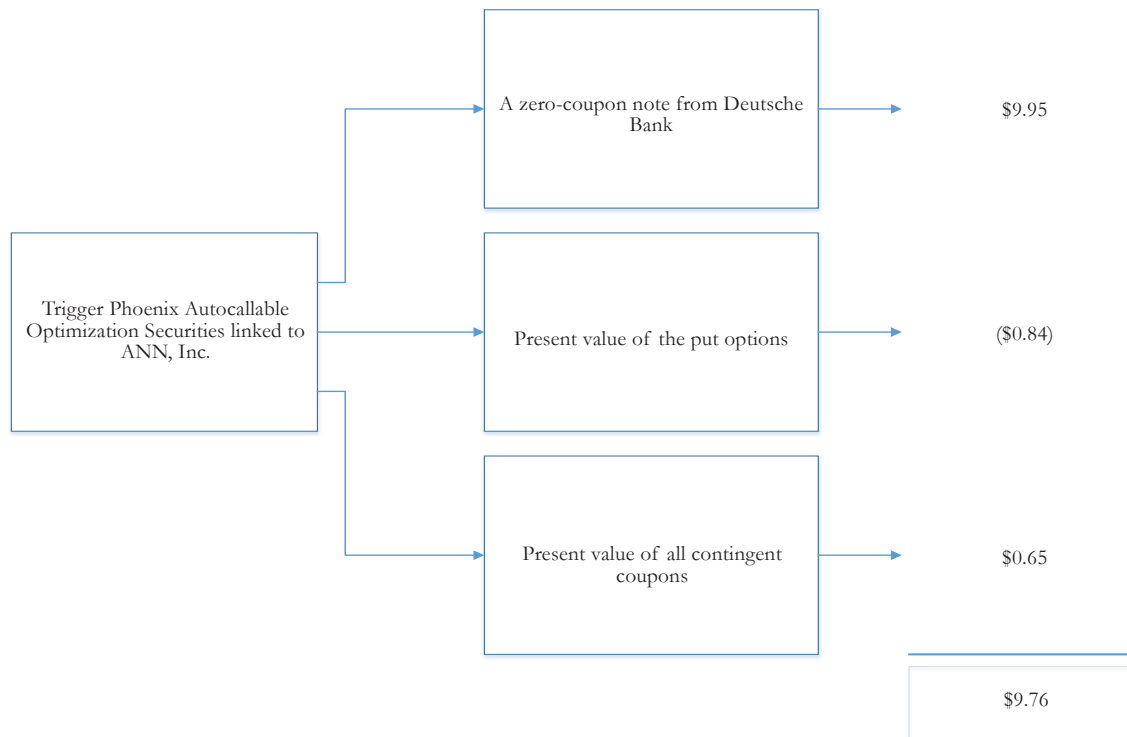 A zero-coupon note from Deutsche
Bank
$9.95
Trigger Phoenix Autocallable
Optimization Securities linked to
ANN, Inc.
Present value of the put options
($0.84)
Present value of all contingent
coupons
$0.65
$9.76